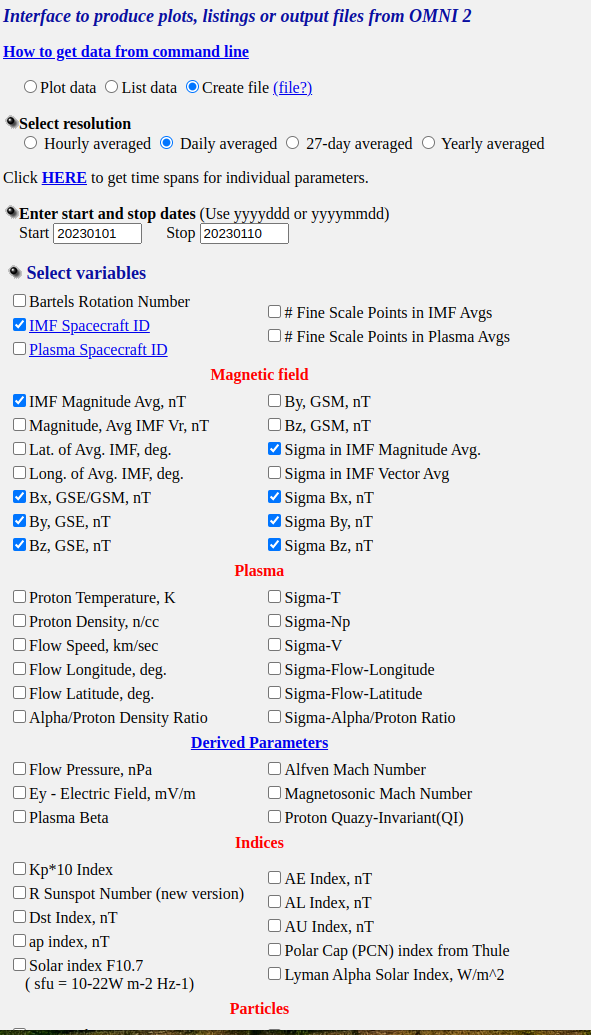 Interface to produce plots, listings or output files from OMNI 2
How to get data from command line
Plot data List data Create file (file?)
Select resolution
Hourly averaged Daily averaged 27-day averaged Yearly averaged
Click HERE to get time spans for individual parameters.
Enter start and stop dates (Use yyyyddd or yyyymmdd)
Start 20230101 Stop 20230110
Select variables
Bartels Rotation Number
IMF Spacecraft ID
Plasma Spacecraft ID
# Fine Scale Points in IMF Avgs
# Fine Scale Points in Plasma Avgs
Magnetic field
IMF Magnitude Avg, nT
Magnitude, Avg IMF Vr, nT
Lat. of Avg. IMF, deg.
Long. of Avg. IMF, deg.
Bx, GSE/GSM, nT
By, GSE, nT
Bz, GSE, nT
By, GSM, nT
Bz, GSM, nT
Sigma in IMF Magnitude Avg.
Sigma in IMF Vector Avg
Sigma Bx, nT
Sigma By, nT
Sigma Bz, nT
Plasma
Proton Temperature, K
Proton Density, n/cc
Flow Speed, km/sec
Flow Longitude, deg.
Flow Latitude, deg.
Alpha/Proton Density Ratio
Sigma-T
Sigma-Np
Sigma-V
Sigma-Flow-Longitude
Sigma-Flow-Latitude
Sigma-Alpha/Proton Ratio
Derived Parameters
Flow Pressure, nPa
Ey - Electric Field, mV/m
Plasma Beta
Alfven Mach Number
Magnetosonic Mach Number
Proton Quazy-Invariant(QI)
Indices
Kp*10 Index
R Sunspot Number (new version)
Dst Index, nT
ap index, nT
Solar index F10.7
( sfu = 10-22W m-2 Hz-1)
AE Index, nT
AL Index, nT
AU Index, nT
Polar Cap (PCN) index from Thule
Lyman Alpha Solar Index, W/m^2
Particles